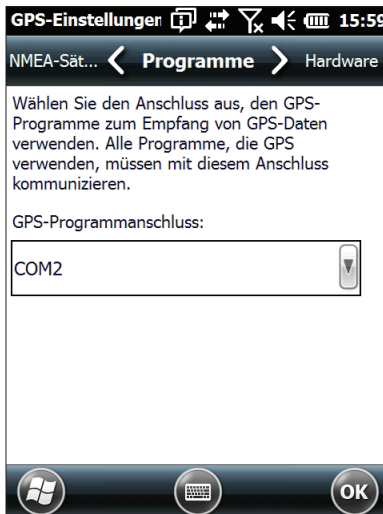 GPS-Einstellungen 15:59
NMEA-Sät... Programme Hardware
Wählen Sie den Anschluss aus, den GPS-
Programme zum Empfang von GPS-Daten
verwenden. Alle Programme, die GPS
verwenden, müssen mit diesem Anschluss
kommunizieren.
GPS-Programmanschluss:
COM2
OK